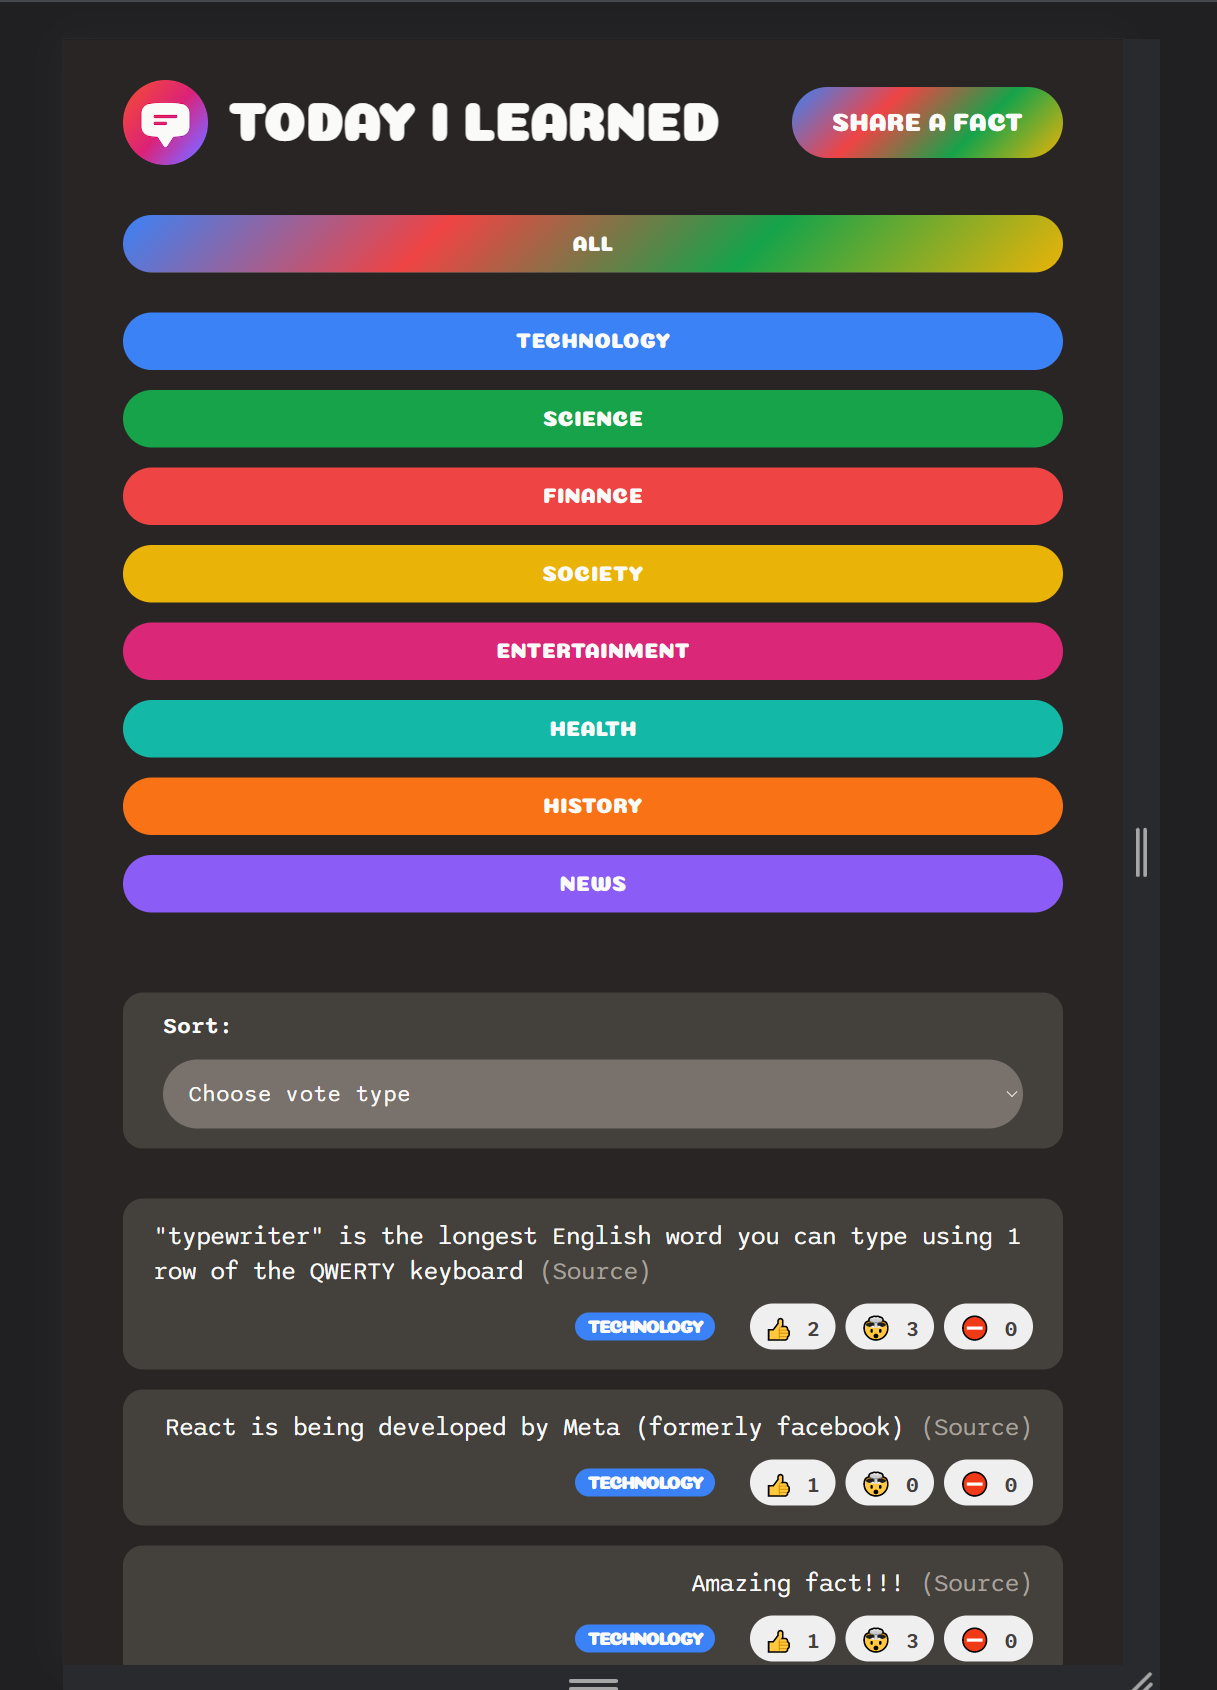 TODAY I LEARNED
SHARE A FACT
ALL
TECHNOLOGY
SCIENCE
FINANCE
SOCIETY
ENTERTAINMENT
HEALTH
HISTORY
NEWS
Sort:
Choose vote type
"typewriter" is the longest English word you can type using 1
row of the QWERTY keyboard (Source)
TECHNOLOGY 👍 2 🤯 3 ⛔ 0
React is being developed by Meta (formerly facebook) (Source)
TECHNOLOGY 👍 1 🤯 0 ⛔ 0
Amazing fact!!! (Source)
TECHNOLOGY 👍 1 🤯 3 ⛔ 0